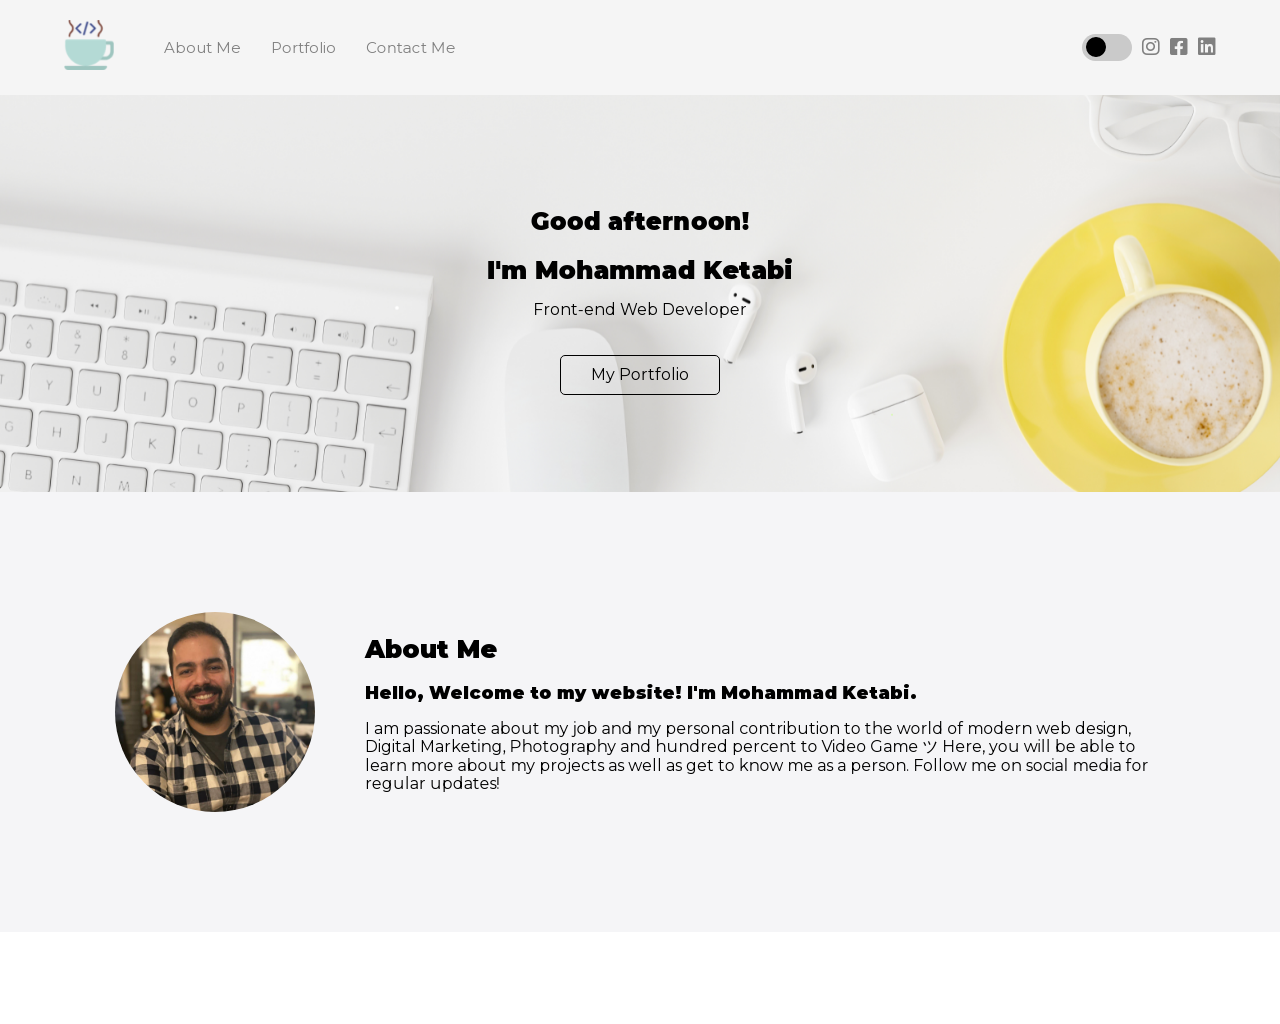 </>
About Me
Portfolio
Contact Me
Good afternoon!
I'm Mohammad Ketabi
Front-end Web Developer
My Portfolio
About Me
Hello, Welcome to my website! I'm Mohammad Ketabi.
I am passionate about my job and my personal contribution to the world of modern web design,
Digital Marketing, Photography and hundred percent to Video Game ツ Here, you will be able to
learn more about my projects as well as get to know me as a person. Follow me on social media for
regular updates!